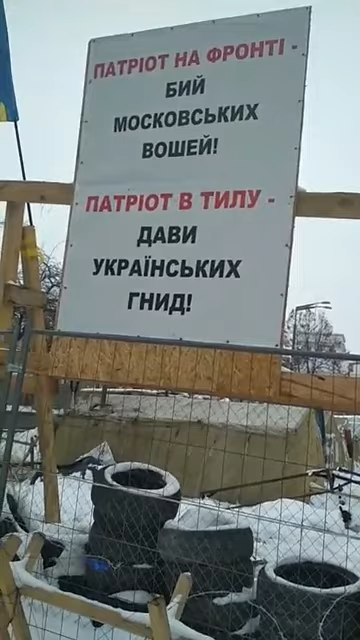 ПАТРІОТ НА ФРОНТІ -
БИЙ
МОСКОВСЬКИХ
ВОШЕЙ!
ПАТРІОТ В ТИЛУ -
ДАВИ
УКРАЇНСЬКИХ
ГНИД!